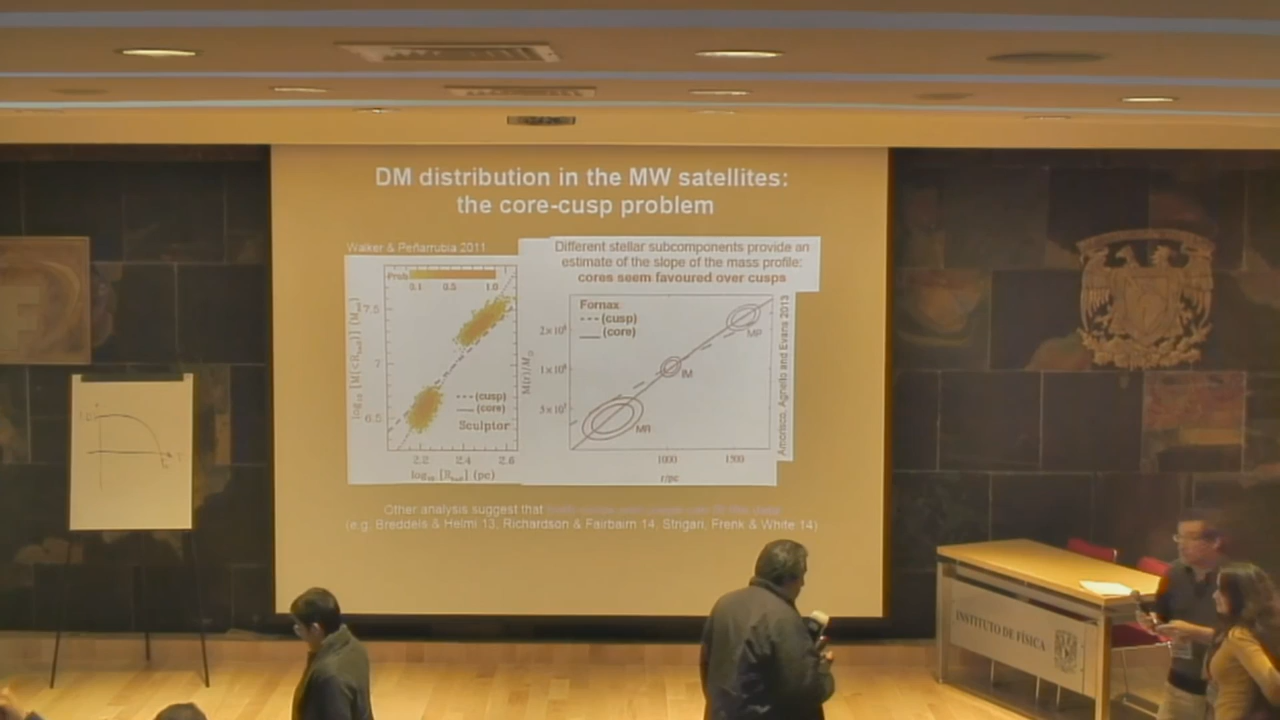 DM distribution in the MW satellites:
the core-cusp problem
Walker & Peñarrubia 2011
Prob
0.1 0.5 1.0
7.5
7
6.5
(cusp)
(core)
Sculptor
2.2 2.4 2.6
(pc)
Different stellar subcomponents provide an
estimate of the slope of the mass profile:
cores seem favoured over cusps
Fornax
(cusp)
(core)
MP
IM
MR
M(r)/M☉
1000 1500
r/pc
Amorisco, Agnello and Evans 2013
Other analysis suggest that
(e.g. Breddels & Helmi 13, Richardson & Fairbairn 14, Strigari, Frenk & White 14)
INSTITUTO DE FÍSICA